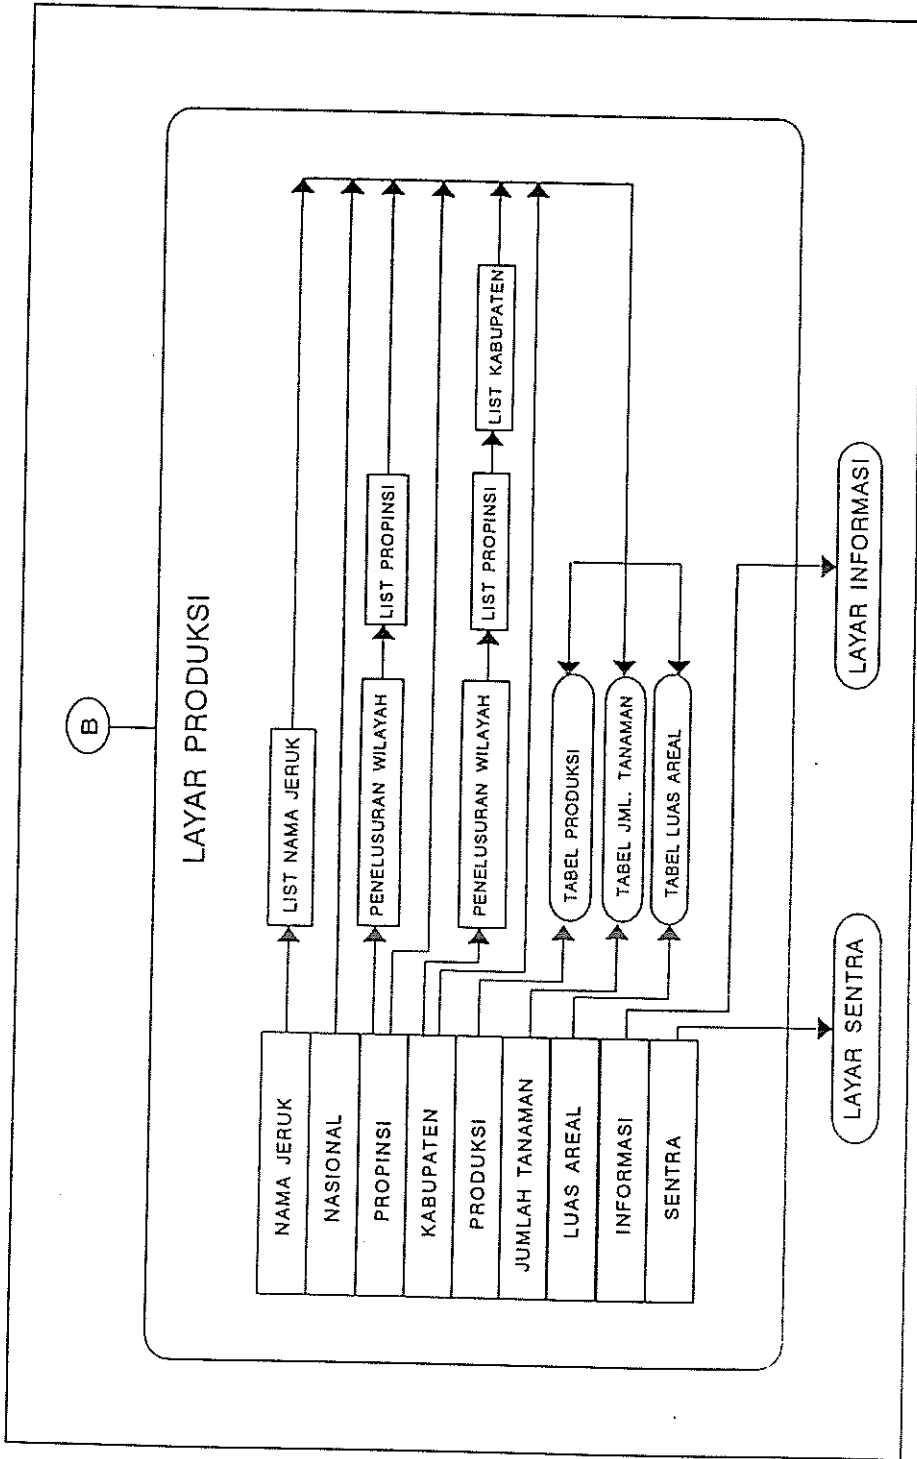 B
LAYAR PRODUKSI
NAMA JERUK
LIST NAMA JERUK
NASIONAL
PROPINSI
PENELUSURAN WILAYAH
LIST PROPINSI
KABUPATEN
PENELUSURAN WILAYAH
LIST PROPINSI
LIST KABUPATEN
PRODUKSI
TABEL PRODUKSI
JUMLAH TANAMAN
TABEL JML. TANAMAN
LUAS AREAL
TABEL LUAS AREAL
INFORMASI
SENTRA
LAYAR SENTRA
LAYAR INFORMASI